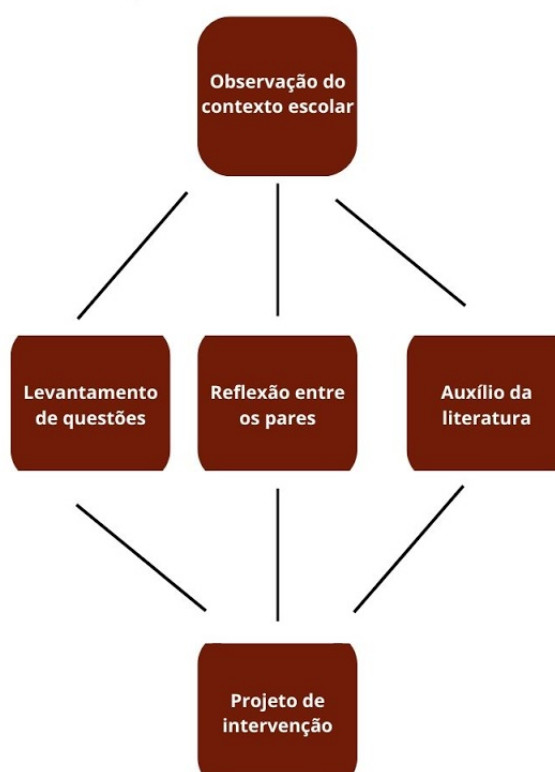 Observação do
contexto escolar
Levantamento
de questões
Reflexão entre
os pares
Auxílio da
literatura
Projeto de
intervenção